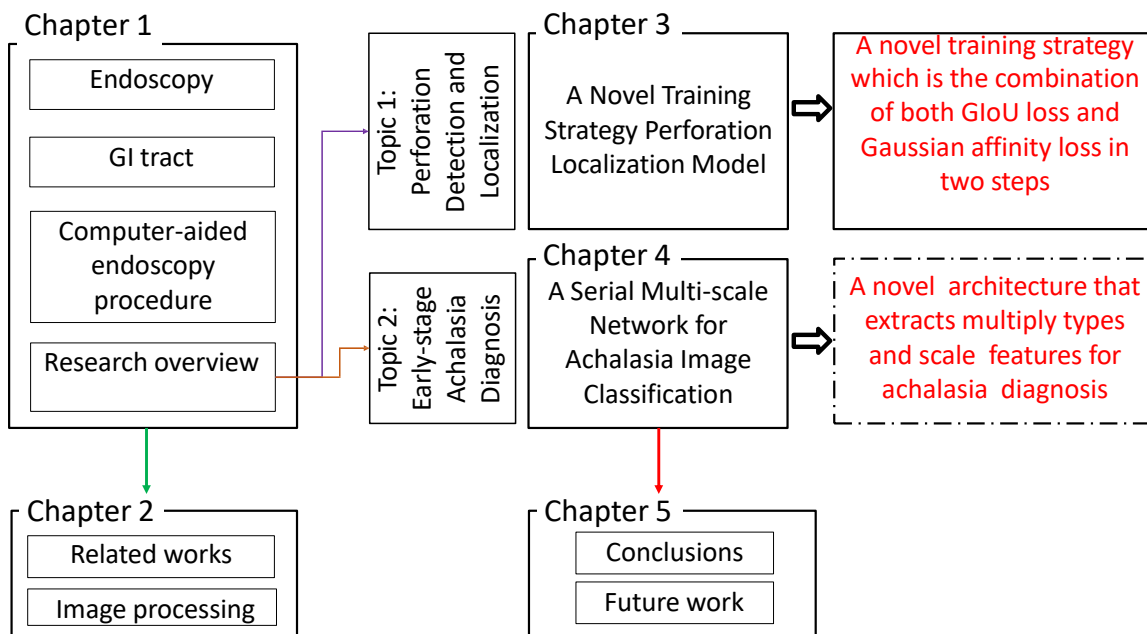 Chapter 1
Endoscopy
GI tract
Computer-aided
endoscopy
procedure
Research overview
Topic 1:
Perforation
Detection and
Localization
Chapter 3
A Novel Training
Strategy Perforation
Localization Model
A novel training strategy
which is the combination
of both GIoU loss and
Gaussian affinity loss in
two steps
Topic 2:
Early-stage
Achalasia
Diagnosis
Chapter 4
A Serial Multi-scale
Network for
Achalasia Image
Classification
A novel architecture that
extracts multiply types
and scale features for
achalasia diagnosis
Chapter 2
Related works
Image processing
Chapter 5
Conclusions
Future work